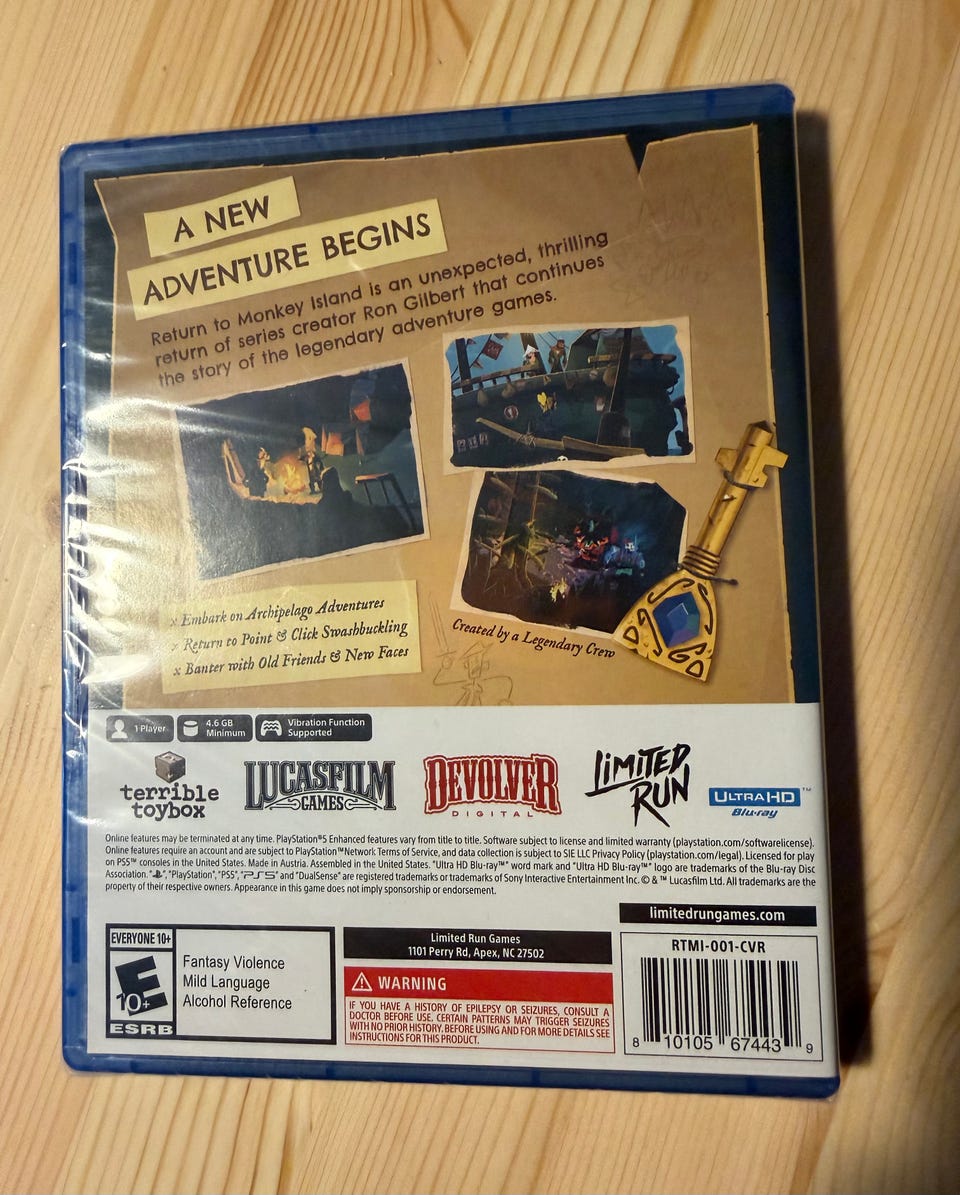 A NEW
ADVENTURE BEGINS
Return to Monkey Island is an unexpected, thrilling
return of series creator Ron Gilbert that continues
the story of the legendary adventure games.
x Embark on Archipelago Adventures
x Return to Point & Click Swashbuckling
x Banter with Old Friends & New Faces
Created by a Legendary Crew
1 Player
4.6 GB
Minimum
Vibration Function
Supported
terrible
toybox
LUCASFILM
GAMES
DEVOLVER
DIGITAL
LIMITED
RUN
ULTRA HD™
Blu-ray
Online features may be terminated at any time. PlayStation®5 Enhanced features vary from title to title. Software subject to license and limited warranty (playstation.com/softwarelicense).
Online features require an account and are subject to PlayStation™Network Terms of Service, and data collection is subject to SIE LLC Privacy Policy (playstation.com/legal). Licensed for play
on PS5™ consoles in the United States. Made in Austria. Assembled in the United States. "Ultra HD Blu-ray™" word mark and "Ultra HD Blu-ray™" logo are trademarks of the Blu-ray Disc
Association. "", "PlayStation", "PS5", "PS5" and "DualSense" are registered trademarks or trademarks of Sony Interactive Entertainment Inc. © & ™ Lucasfilm Ltd. All trademarks are the
property of their respective owners. Appearance in this game does not imply sponsorship or endorsement.
limitedrungames.com
EVERYONE 10+
E
10+
ESRB
Fantasy Violence
Mild Language
Alcohol Reference
Limited Run Games
1101 Perry Rd, Apex, NC 27502
WARNING
IF YOU HAVE A HISTORY OF EPILEPSY OR SEIZURES, CONSULT A
DOCTOR BEFORE USE. CERTAIN PATTERNS MAY TRIGGER SEIZURES
WITH NO PRIOR HISTORY. BEFORE USING AND FOR MORE DETAILS SEE
INSTRUCTIONS FOR THIS PRODUCT.
RTMI-001-CVR
8 10105 67443 9